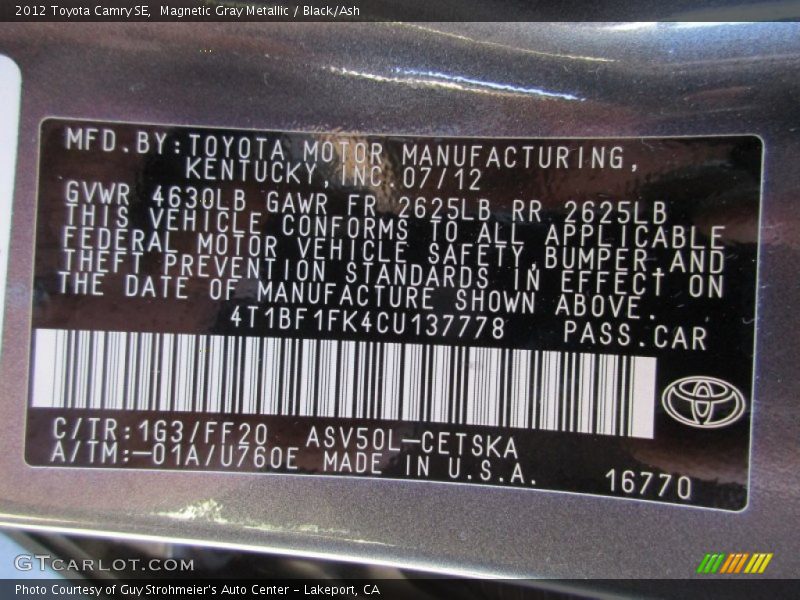 2012 Toyota Camry SE, Magnetic Gray Metallic / Black/Ash
MFD.BY:TOYOTA MOTOR MANUFACTURING,
KENTUCKY, INC.07/12
GVWR 4630LB GAWR FR 2625LB RR 2625LB
THIS VEHICLE CONFORMS TO ALL APPLICABLE
FEDERAL MOTOR VEHICLE SAFETY,BUMPER,AND
THEFT PREVENTION STANDARDS IN EFFECT ON
THE DATE OF MANUFACTURE SHOWN ABOVE.
4T1BF1FK4CU137778 PASS.CAR
C/TR:1G3/FF20 ASV50L-CETSKA
A/TM:-01A/U760E MADE IN U.S.A.
16770
GTCARLOT.COM
Photo Courtesy of Guy Strohmeier's Auto Center - Lakeport, CA